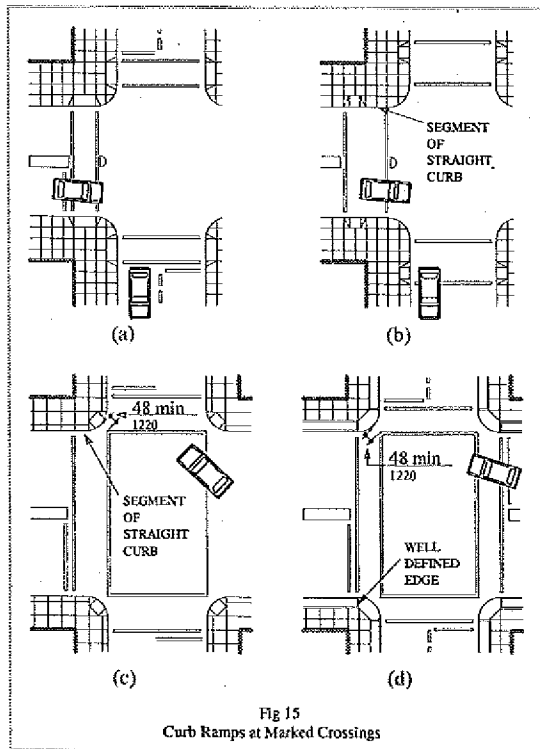 SEGMENT
OF
STRAIGHT
CURB
(a)
(b)
48 min
1220
SEGMENT
OF
STRAIGHT
CURB
48 min
1220
WELL
DEFINED
EDGE
(c)
(d)
Fig 15
Curb Ramps at Marked Crossings